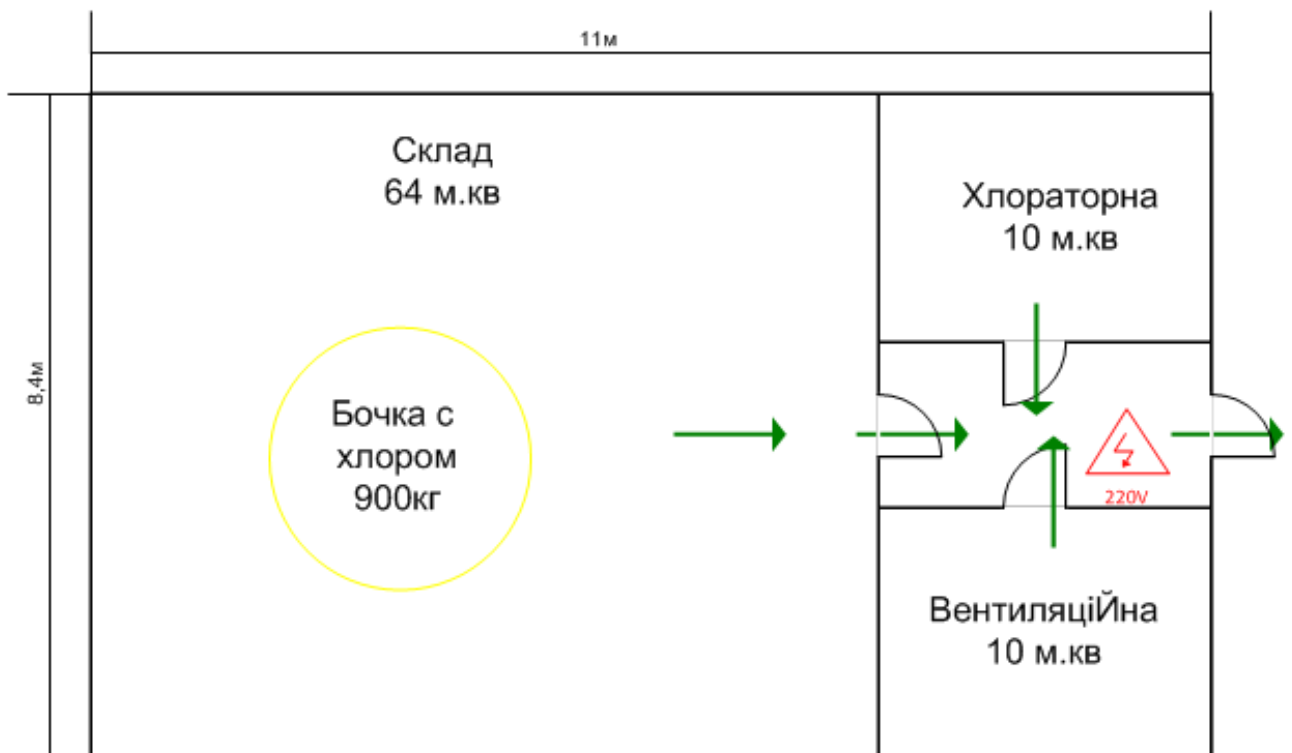 11м
Склад
64 м.кв
Хлораторна
10 м.кв
8,4м
Бочка с
хлором
900кг
220V
ВентиляціЙна
10 м.кв